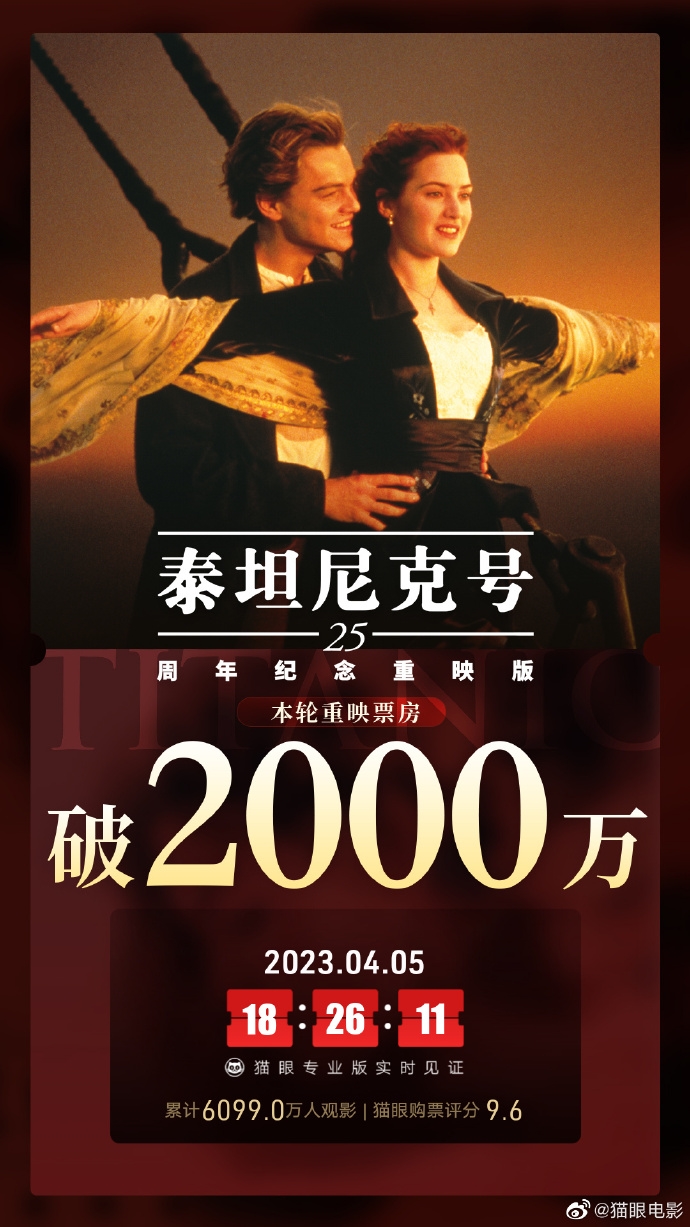 泰坦尼克号
25
周年纪念重映版
TITANIC
本轮重映票房
破2000万
2023.04.05
18:26:11
猫眼专业版实时见证
累计6099.0万人观影 | 猫眼购票评分 9.6
@猫眼电影